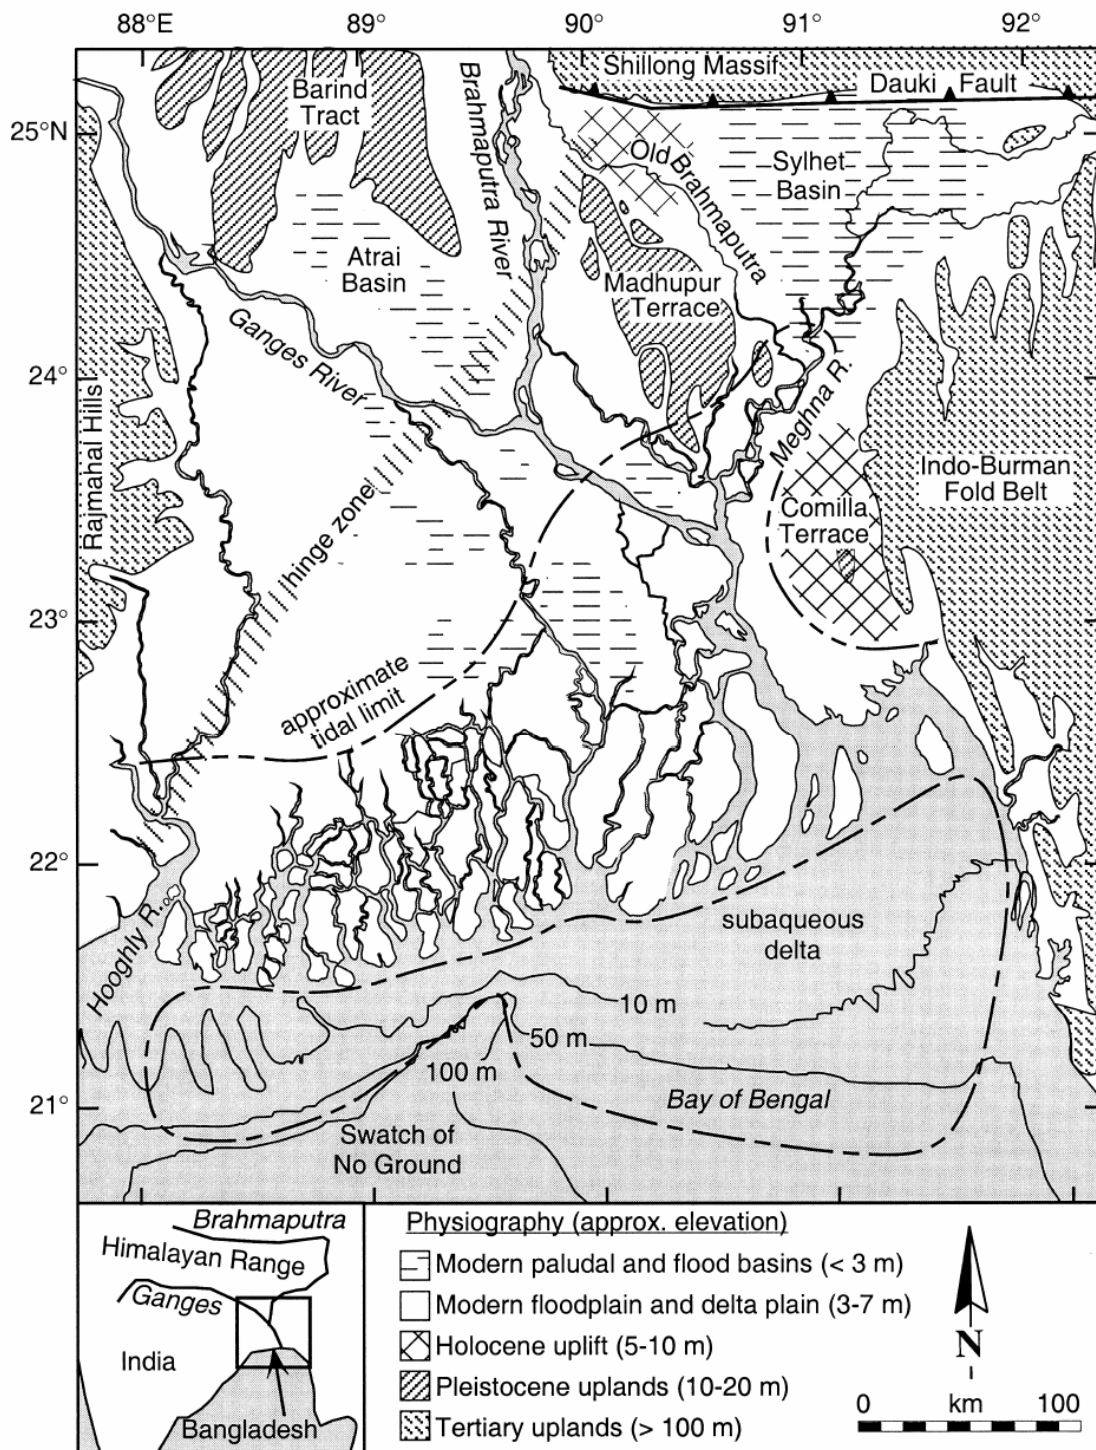 88°E 89° 90° 91° 92°
25°N
24°
23°
22°
21°
Shillong Massif
Dauki Fault
Barind
Tract
Brahmaputra River
Old Brahmaputra
Sylhet
Basin
Atrai
Basin
Madhupur
Terrace
Ganges River
Meghna R.
Rajmahal Hills
Indo-Burman
Fold Belt
Comilla
Terrace
hinge zone
approximate
tidal limit
Hooghly R.
subaqueous
delta
10 m
50 m
100 m
Bay of Bengal
Swatch of
No Ground
Brahmaputra
Himalayan Range
Ganges
India
Bangladesh
Physiography (approx. elevation)
Modern paludal and flood basins (< 3 m)
Modern floodplain and delta plain (3-7 m)
Holocene uplift (5-10 m)
Pleistocene uplands (10-20 m)
Tertiary uplands (> 100 m)
N
0 km 100